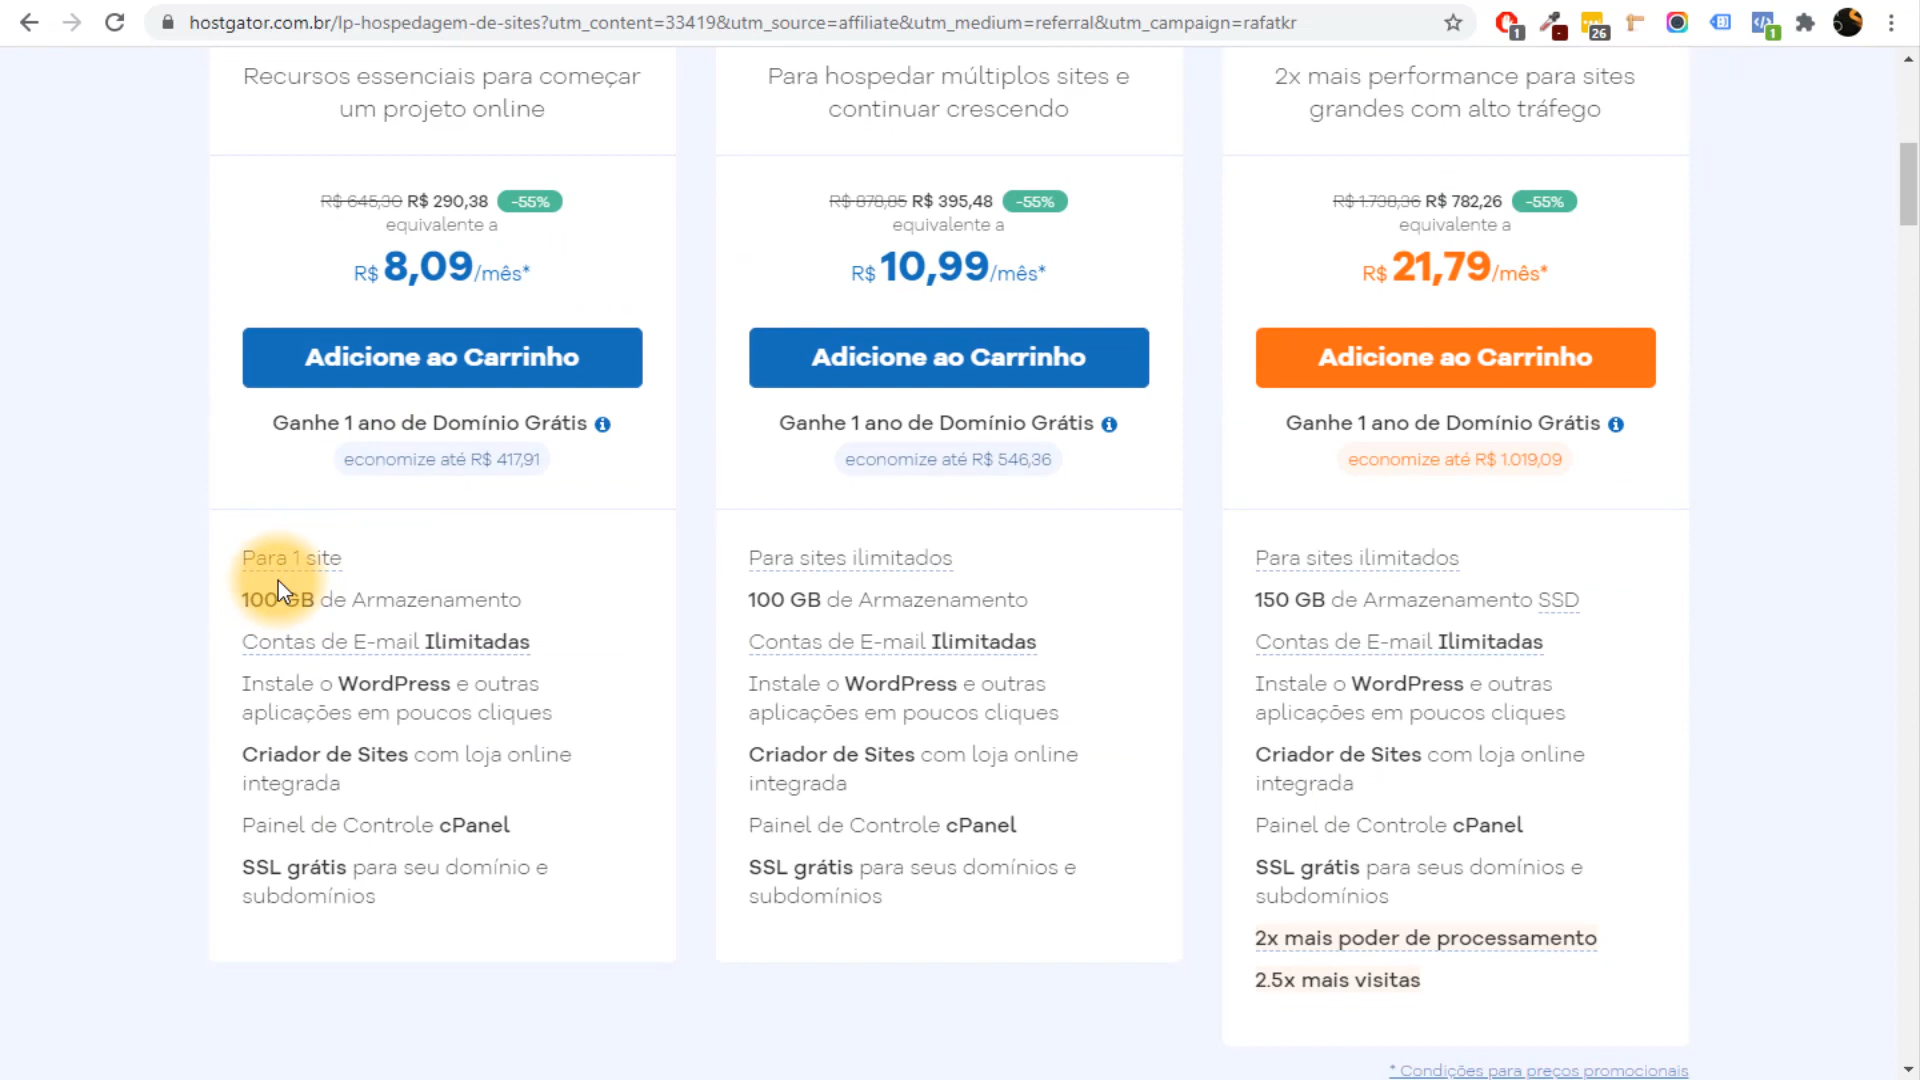 hostgator.com.br/lp-hospedagem-de-sites?utm_content=33419&utm_source=affiliate&utm_medium=referral&utm_campaign=rafatkr
1
-
26
1
Recursos essenciais para começar
um projeto online
R$ 645,30 R$ 290,38 -55%
equivalente a
R$ 8,09/mês*
Adicione ao Carrinho
Ganhe 1 ano de Domínio Grátis
economize até R$ 417,91
Para 1 site
100 GB de Armazenamento
Contas de E-mail Ilimitadas
Instale o WordPress e outras
aplicações em poucos cliques
Criador de Sites com loja online
integrada
Painel de Controle cPanel
SSL grátis para seu domínio e
subdomínios
Para hospedar múltiplos sites e
continuar crescendo
R$ 878,85 R$ 395,48 -55%
equivalente a
R$ 10,99/mês*
Adicione ao Carrinho
Ganhe 1 ano de Domínio Grátis
economize até R$ 546,36
Para sites ilimitados
100 GB de Armazenamento
Contas de E-mail Ilimitadas
Instale o WordPress e outras
aplicações em poucos cliques
Criador de Sites com loja online
integrada
Painel de Controle cPanel
SSL grátis para seus domínios e
subdomínios
2x mais performance para sites
grandes com alto tráfego
R$ 1.738,36 R$ 782,26 -55%
equivalente a
R$ 21,79/mês*
Adicione ao Carrinho
Ganhe 1 ano de Domínio Grátis
economize até R$ 1.019,09
Para sites ilimitados
150 GB de Armazenamento SSD
Contas de E-mail Ilimitadas
Instale o WordPress e outras
aplicações em poucos cliques
Criador de Sites com loja online
integrada
Painel de Controle cPanel
SSL grátis para seus domínios e
subdomínios
2x mais poder de processamento
2.5x mais visitas
* Condições para preços promocionais